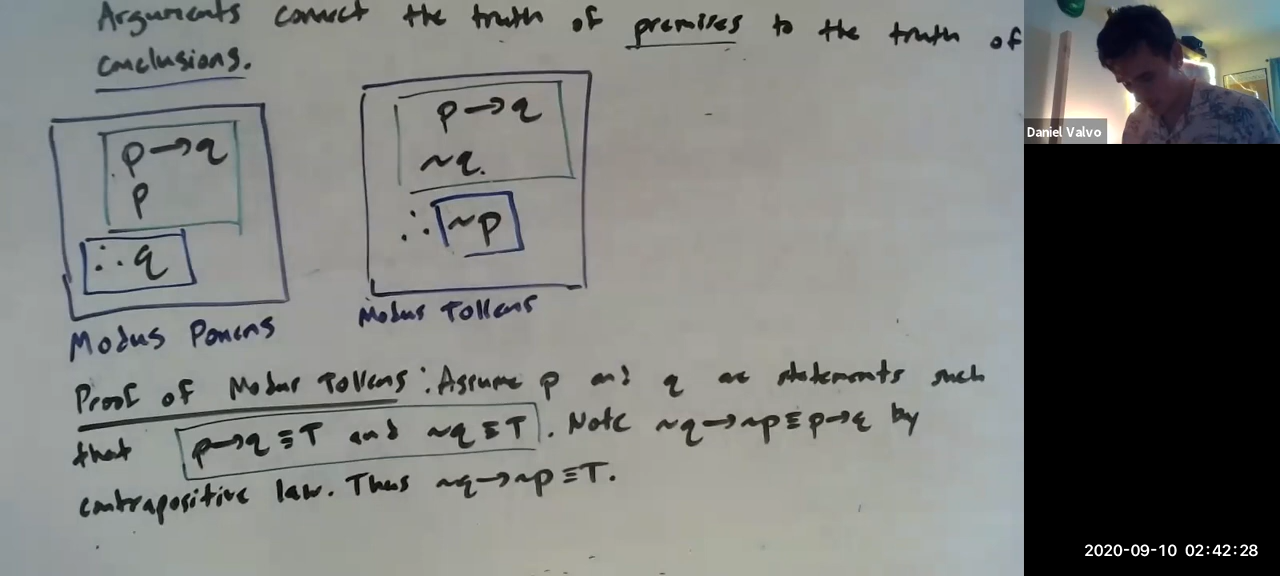 Arguments connect the truth of premises to the truth of
conclusions.
p→q
p
∴ q
Modus Ponens
p→q
~q.
∴ ~p
Modus Tollens
Proof of Modus Tollens: Assume p and q are statements such
that p→q≡T and ~q≡T. Note ~q→~p≡p→q by
contrapositive law. Thus ~q→~p≡T.
Daniel Valvo
2020-09-10 02:42:28